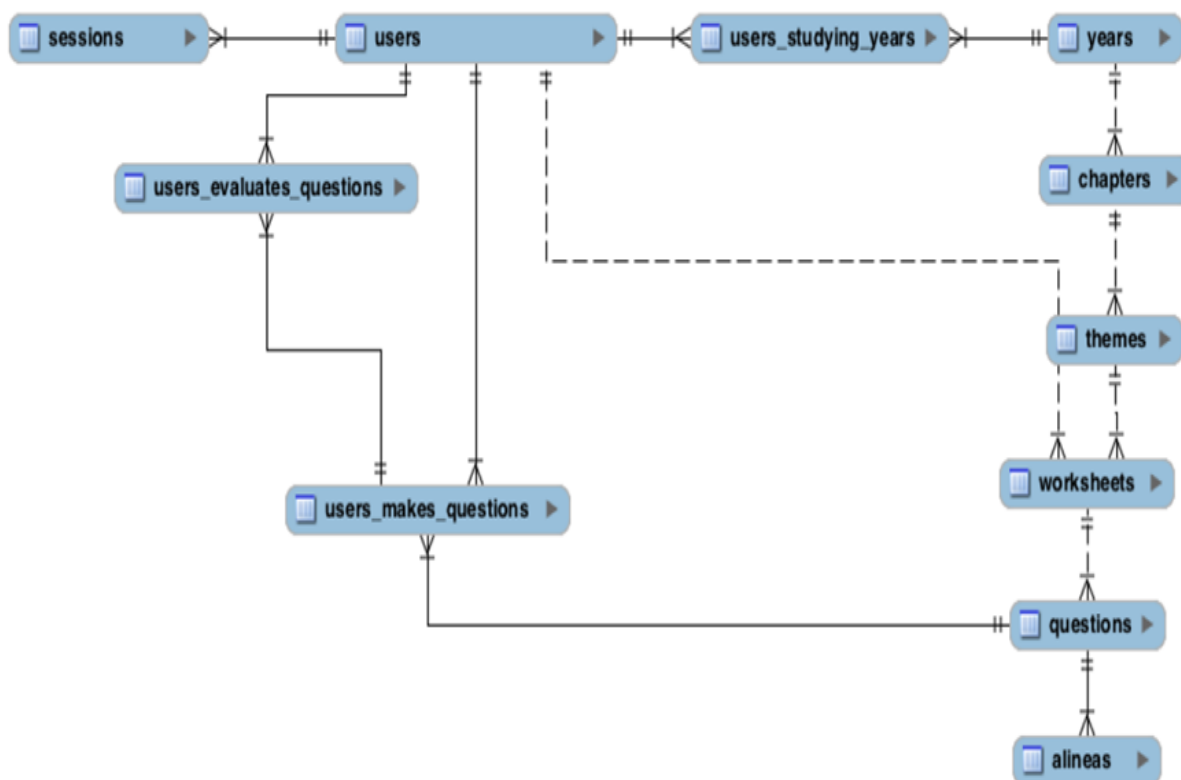 sessions
users
users_studying_years
years
users_evaluates_questions
chapters
themes
worksheets
users_makes_questions
questions
alineas